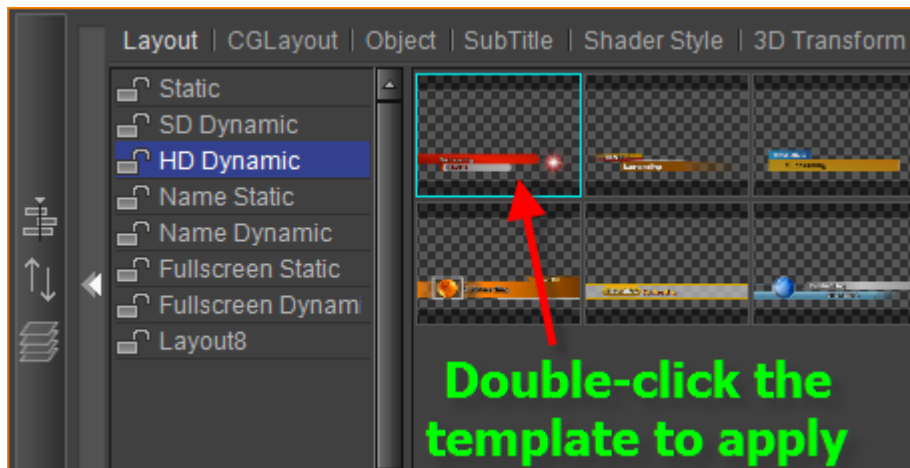 Layout | CGLayout | Object | SubTitle | Shader Style | 3D Transform
Static
SD Dynamic
HD Dynamic
Name Static
Name Dynamic
Fullscreen Static
Fullscreen Dynami
Layout8
Double-click the
template to apply